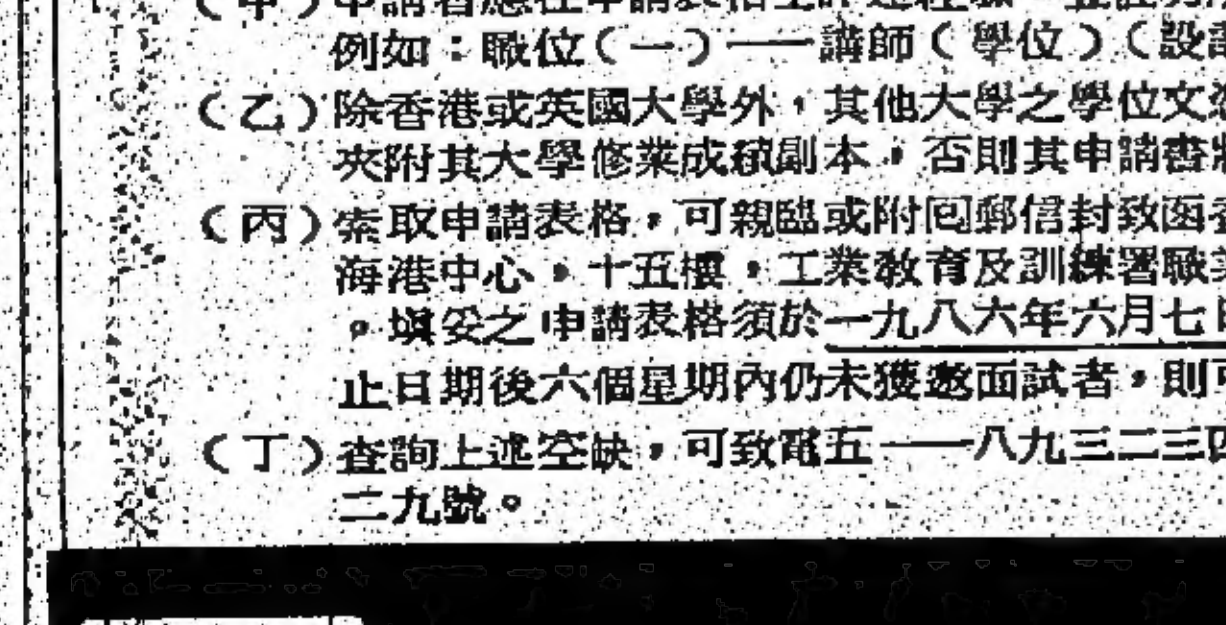 (甲)申請者應在申請表格上詳述經驗，並註明
例如：職位(一)——講師(學位)(設
(乙)除香港或英國大學外，其他大學之學位文
夾附其大學修業成績副本，否則其申請書
(丙)索取申請表格，可親臨或附回郵信封致函
海港中心，十五樓，工業教育及訓練署職
。塡妥之申請表格須於一九八六年六月七
止日期後六個星期內仍未獲邀面試者，則
(丁)查詢上述空缺，可致電五——八九三二三四
二九號。